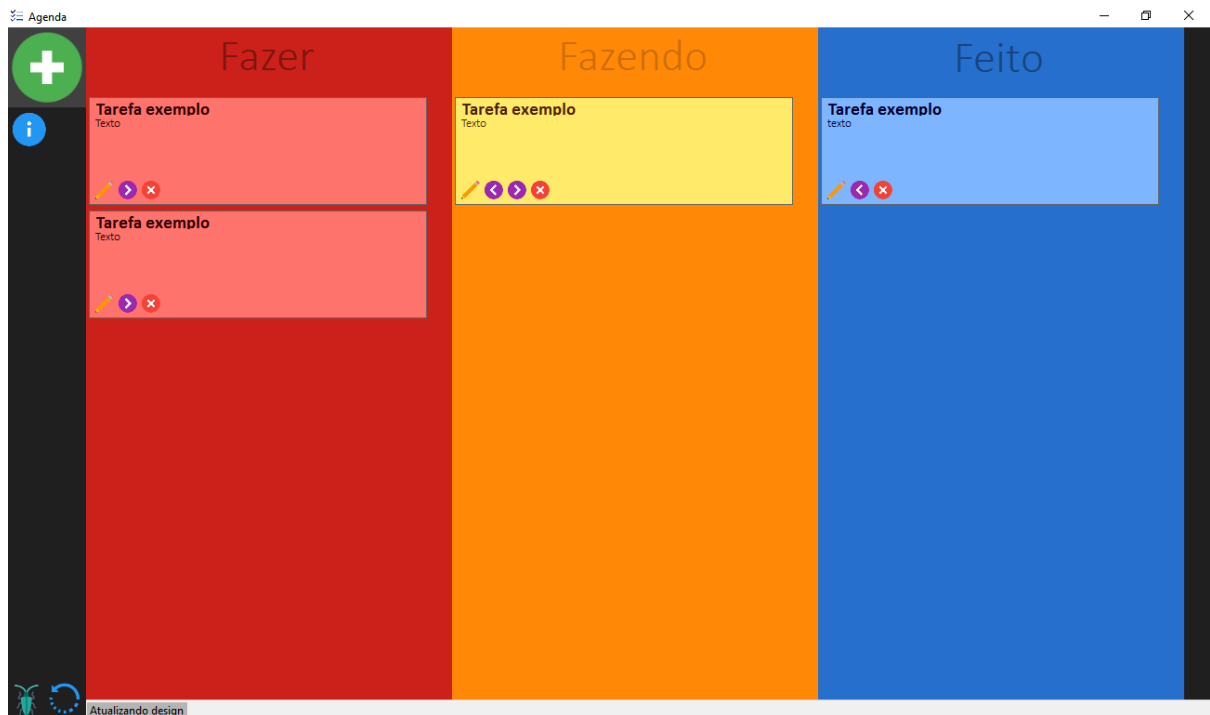 Agenda
Fazer
Fazendo
Feito
Tarefa exemplo
Texto
Tarefa exemplo
Texto
Tarefa exemplo
texto
Tarefa exemplo
Texto
Atualizando design